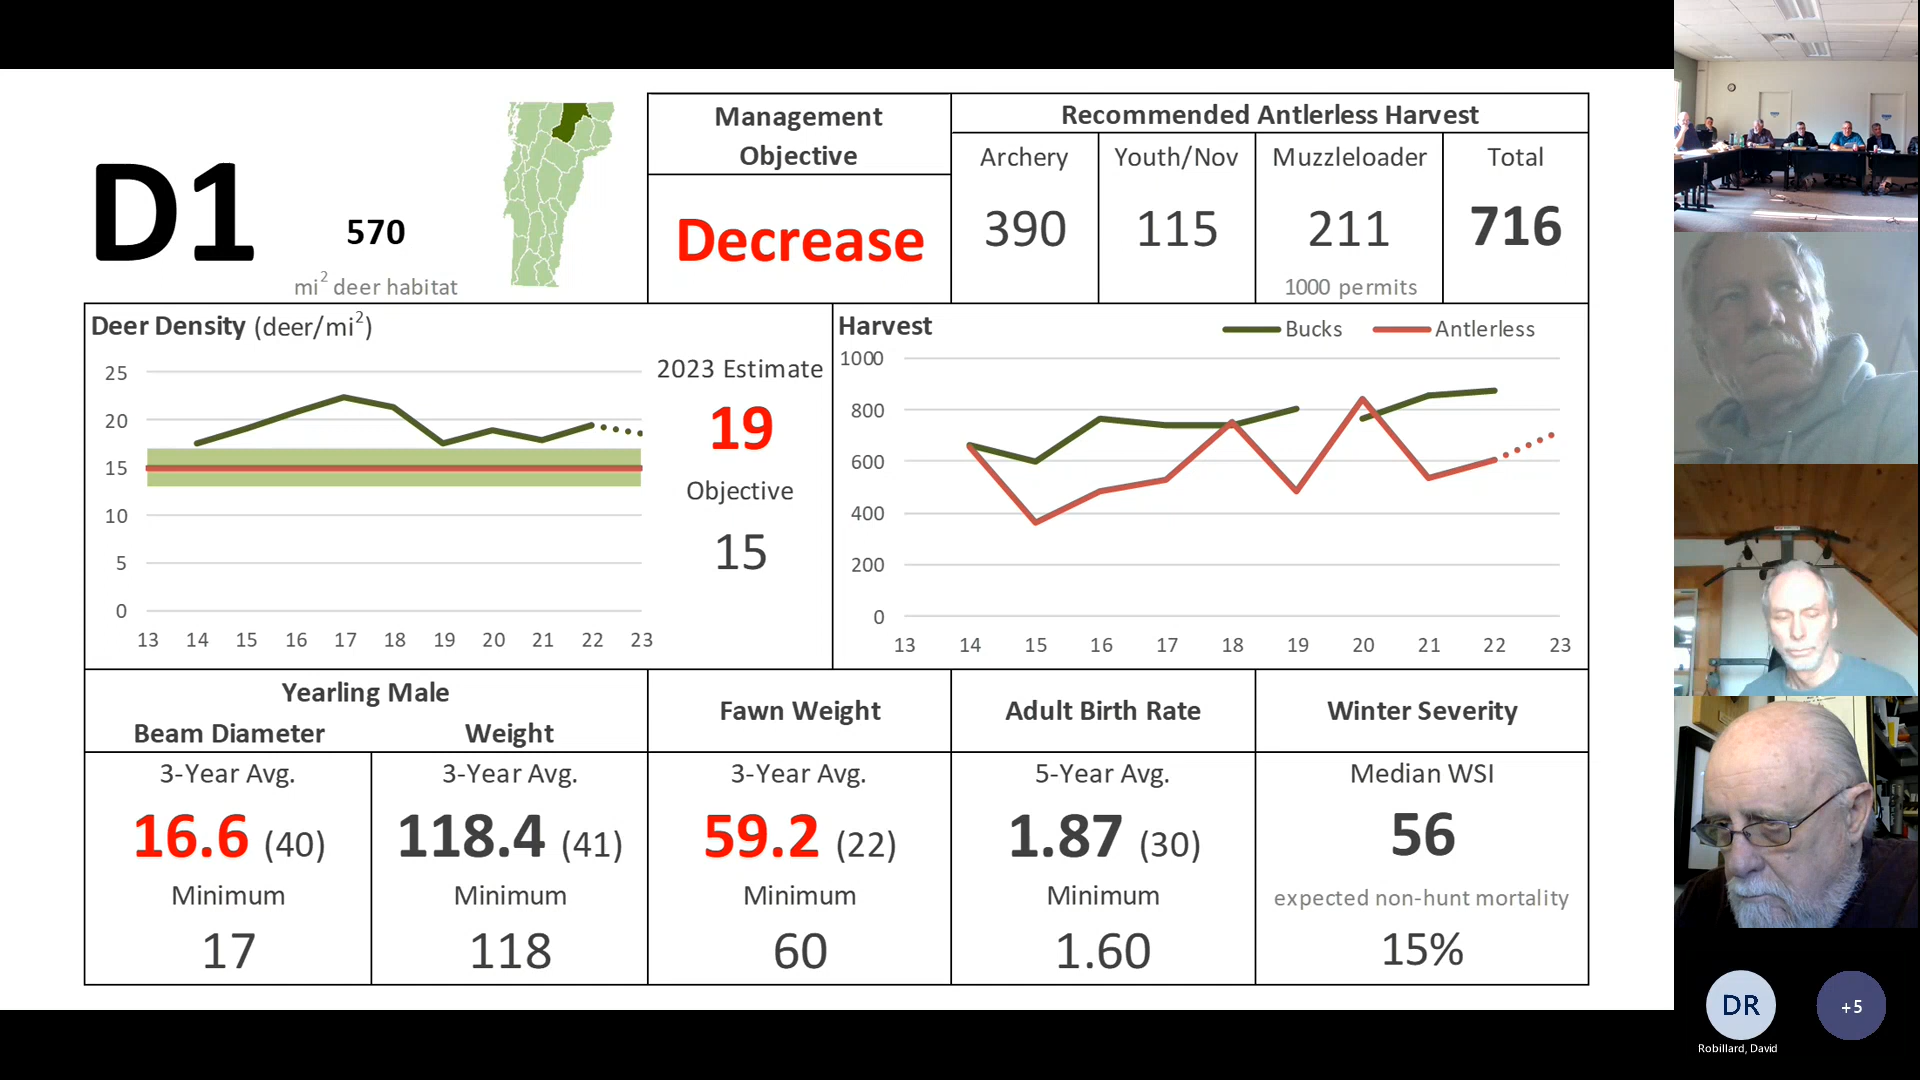 D1
570
mi² deer habitat
Management
Objective
Decrease
Recommended Antlerless Harvest
Archery Youth/Nov Muzzleloader Total
390 115 211 716
1000 permits
Deer Density (deer/mi²)
25
20
15
10
5
0
13 14 15 16 17 18 19 20 21 22 23
2023 Estimate
19
Objective
15
Harvest
Bucks Antlerless
1000
800
600
400
200
0
13 14 15 16 17 18 19 20 21 22 23
Yearling Male
Beam Diameter Weight
Fawn Weight
Adult Birth Rate
Winter Severity
3-Year Avg. 3-Year Avg. 3-Year Avg. 5-Year Avg. Median WSI
16.6 (40) 118.4 (41) 59.2 (22) 1.87 (30) 56
Minimum Minimum Minimum Minimum expected non-hunt mortality
17 118 60 1.60 15%
DR
+5
Robillard, David